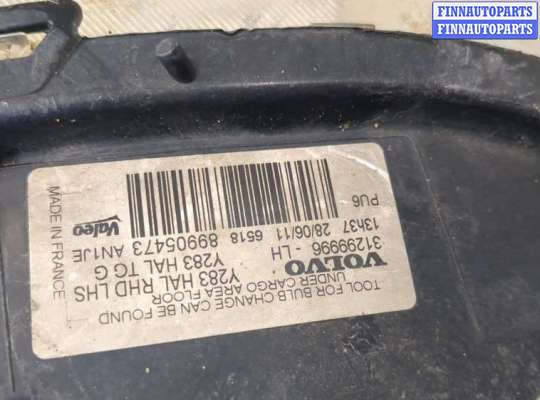 FINNAUTOPARTS
FINNAUTOPARTS
TOOL FOR BULB CHANGE CAN BE FOUND
UNDER CARGO AREA FLOOR
VOLVO
Y283 HAL RHD LHS
31299996 - LH
Y283 HAL TG G
13h37 28/06/11 6518 89905473 AN1JE
PU6
Valeo
MADE IN FRANCE